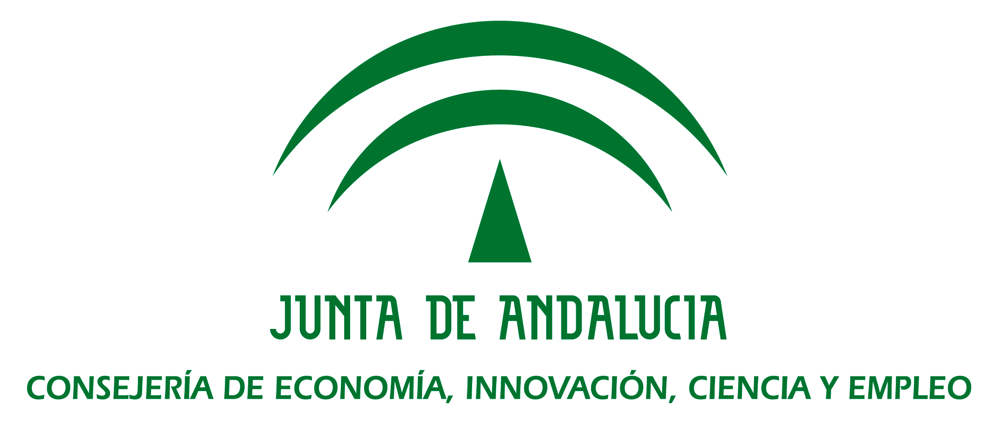 JUNTA DE ANDALUCIA
CONSEJERÍA DE ECONOMÍA, INNOVACIÓN, CIENCIA Y EMPLEO